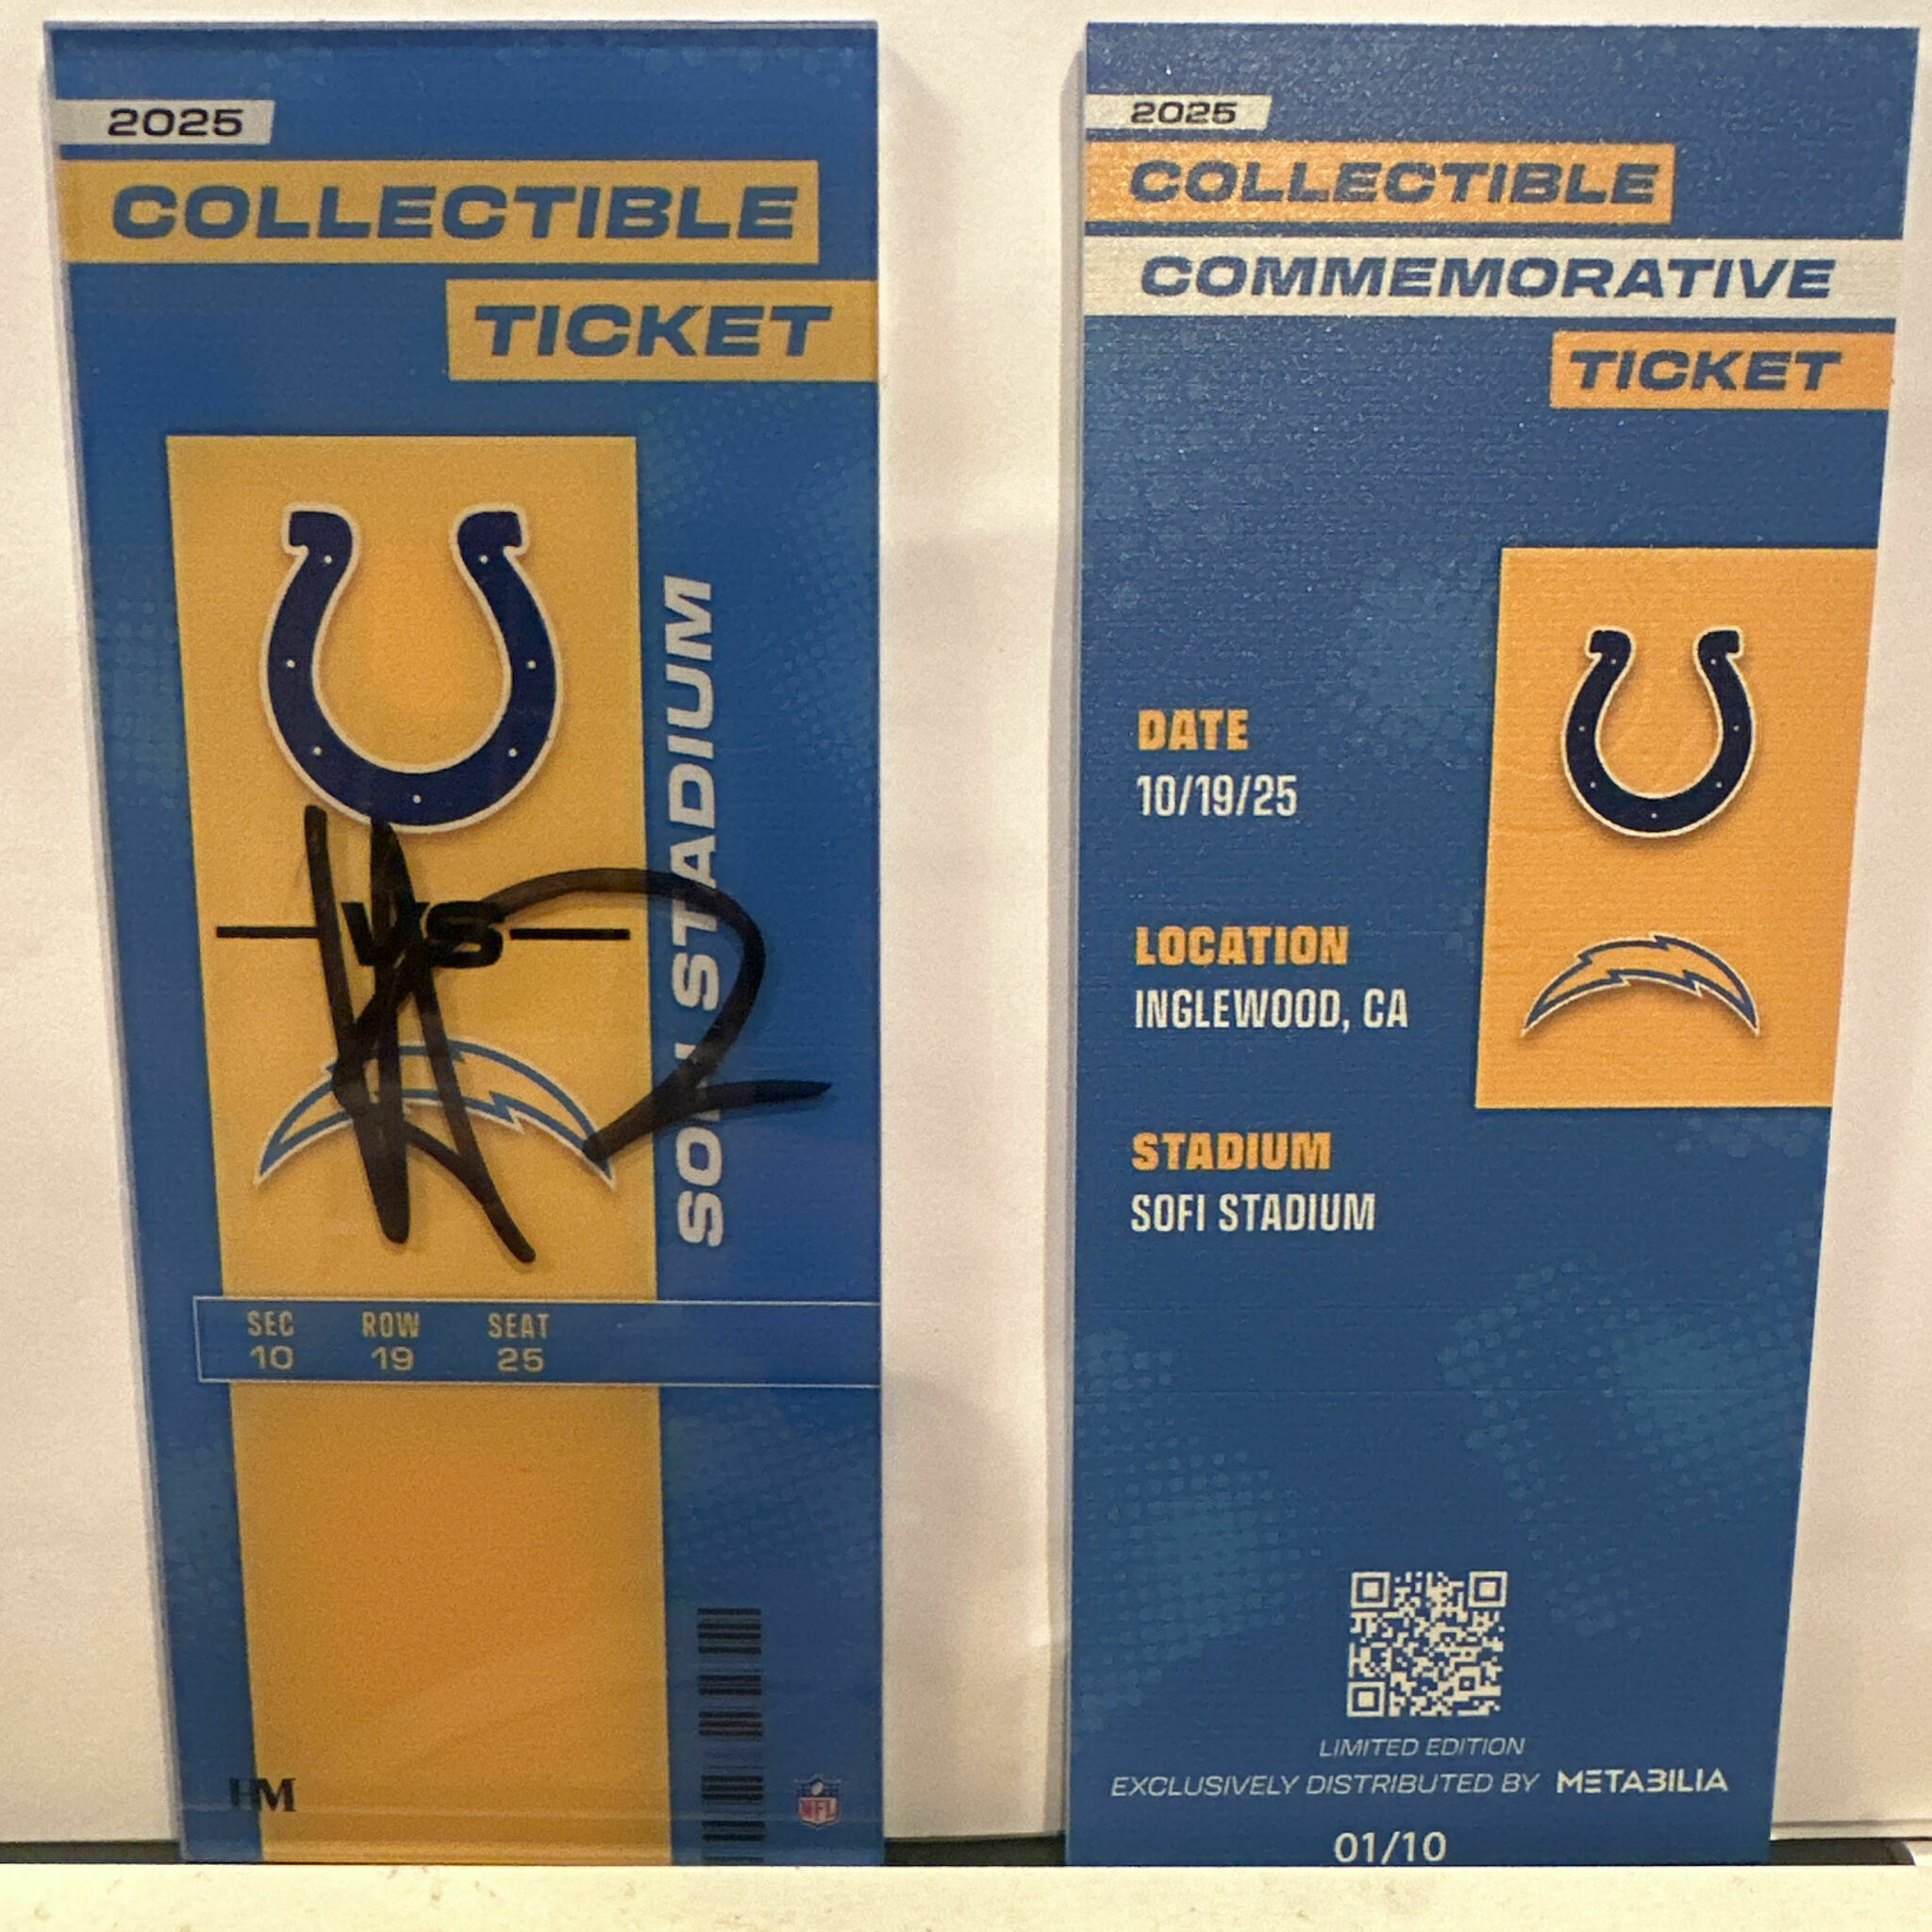 2025
COLLECTIBLE
TICKET
VS
SOFI STADIUM
SEC ROW SEAT
10 19 25
HM
NFL
2025
COLLECTIBLE
COMMEMORATIVE
TICKET
DATE
10/19/25
LOCATION
INGLEWOOD, CA
STADIUM
SOFI STADIUM
LIMITED EDITION
EXCLUSIVELY DISTRIBUTED BY METABILIA
01/10